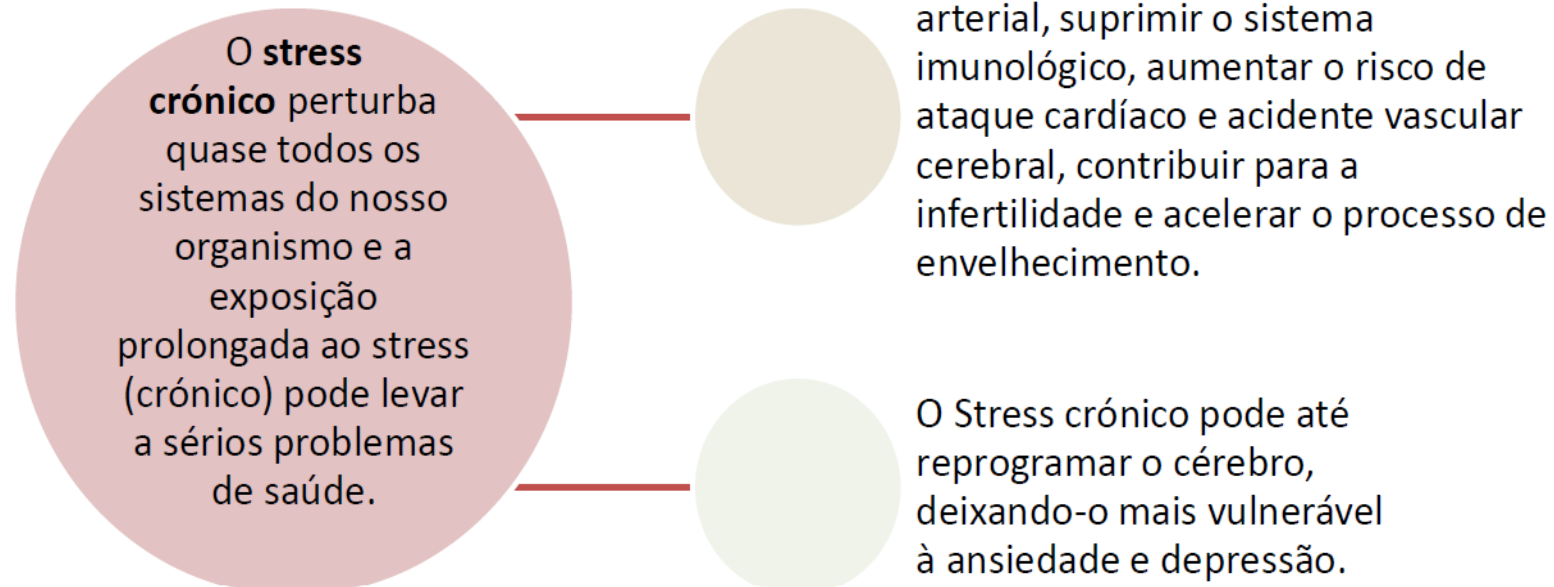 O stress
crónico perturba
quase todos os
sistemas do nosso
organismo e a
exposição
prolongada ao stress
(crónico) pode levar
a sérios problemas
de saúde.
arterial, suprimir o sistema
imunológico, aumentar o risco de
ataque cardíaco e acidente vascular
cerebral, contribuir para a
infertilidade e acelerar o processo de
envelhecimento.
O Stress crónico pode até
reprogramar o cérebro,
deixando-o mais vulnerável
à ansiedade e depressão.